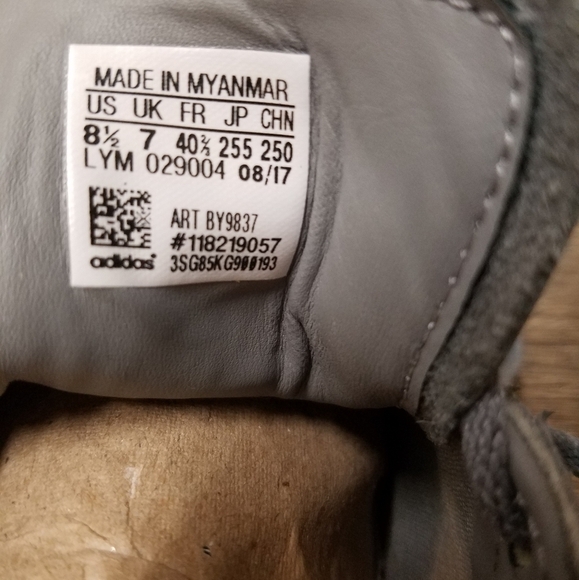 MADE IN MYANMAR
US UK FR JP CHN
8½ 7 40⅔ 255 250
LYM 029004 08/17
ART BY9837
#118219057
adidas 3SG85KG900193